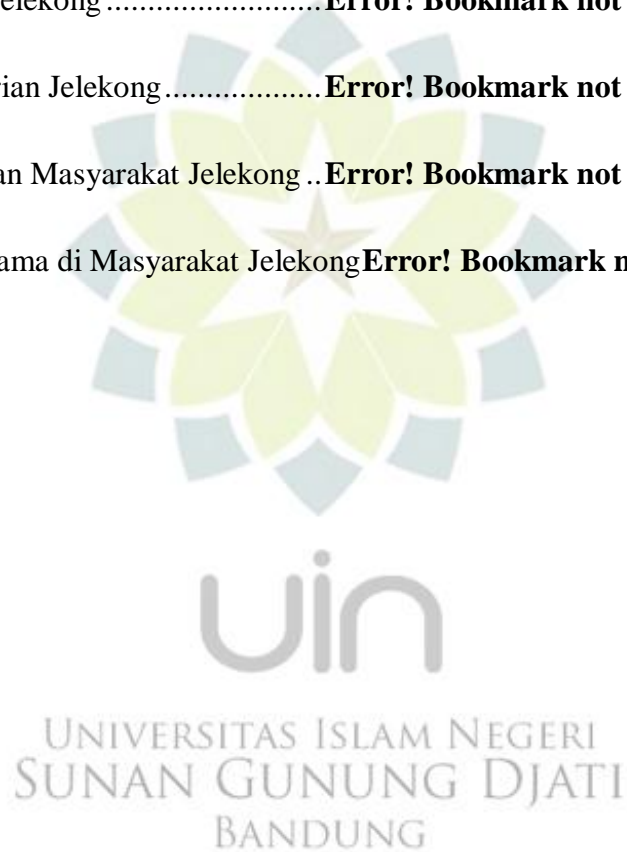 elekong.........................Error! Bookmark not
rian Jelekong..................Error! Bookmark not
an Masyarakat Jelekong..Error! Bookmark not
ama di Masyarakat JelekongError! Bookmark n
uin
UNIVERSITAS ISLAM NEGERI
SUNAN GUNUNG DJATI
BANDUNG